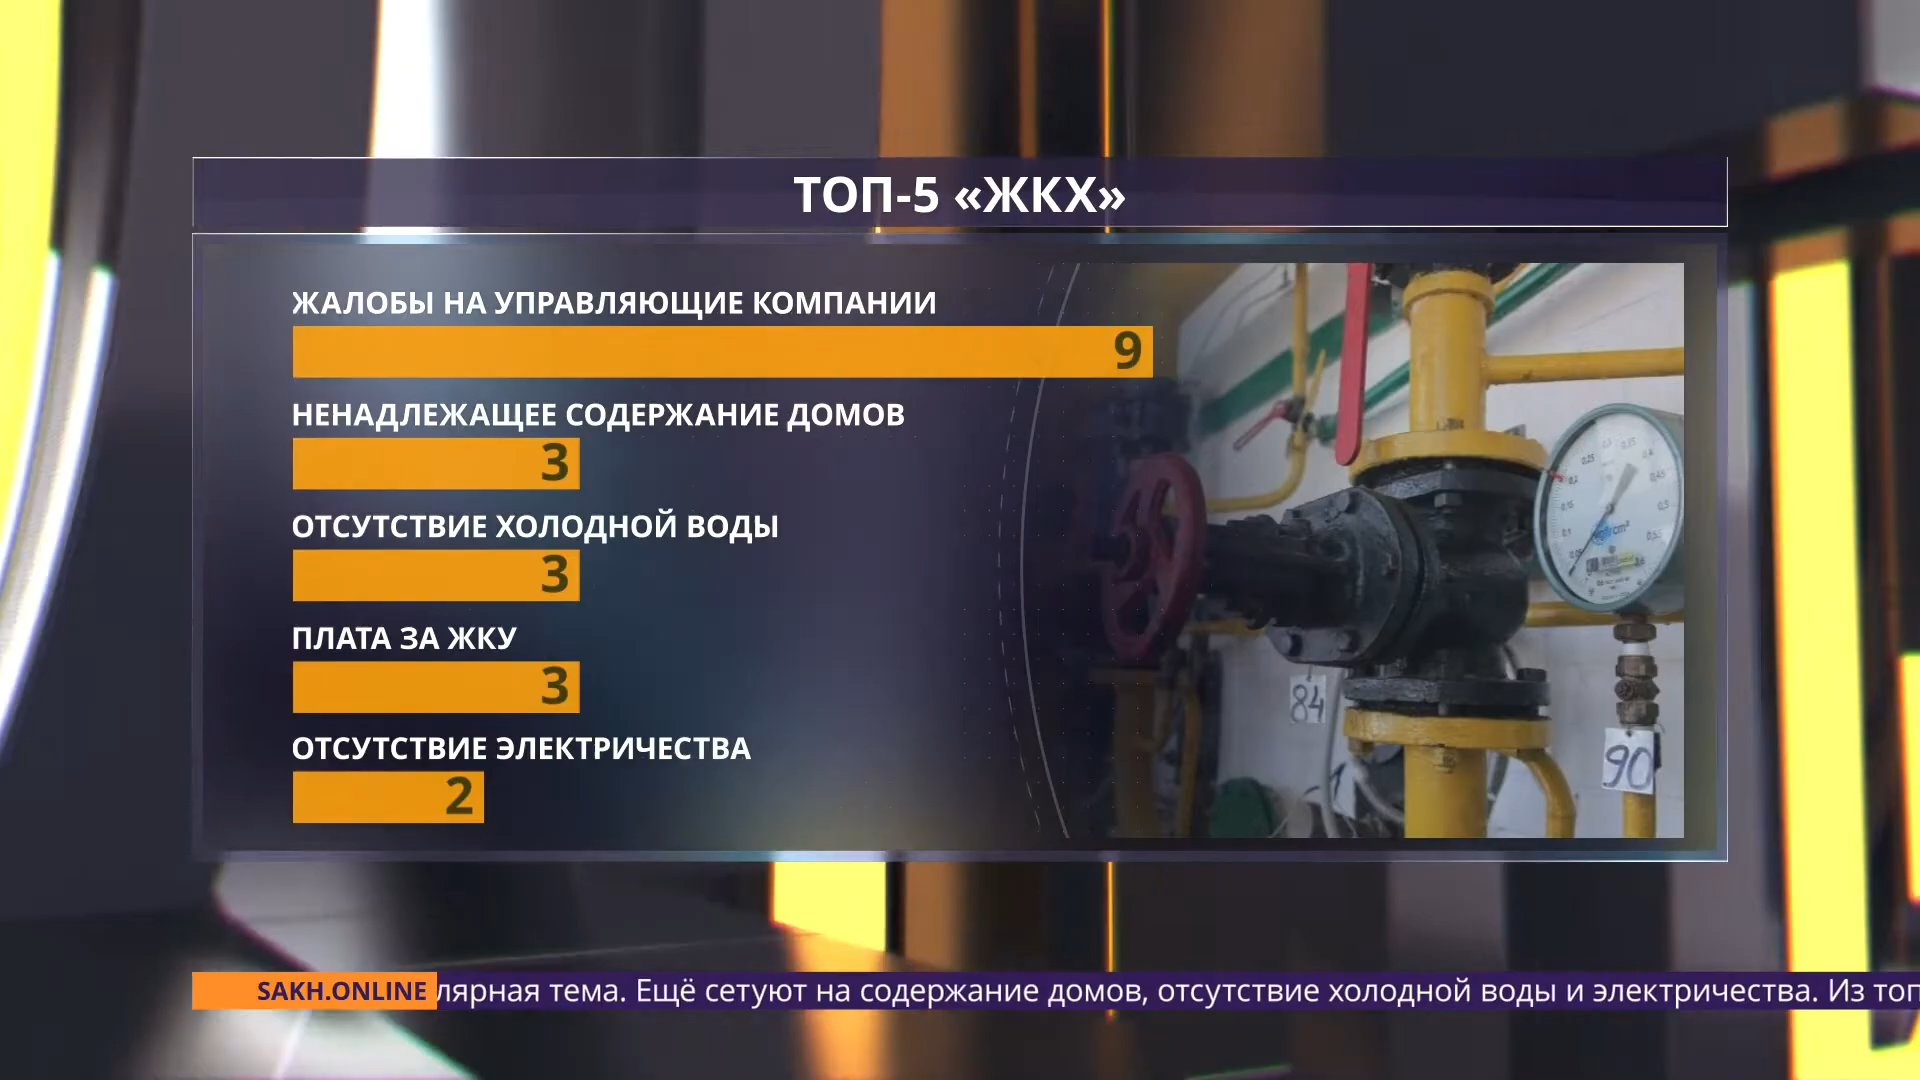 ТОП-5 «ЖКХ»
ЖАЛОБЫ НА УПРАВЛЯЮЩИЕ КОМПАНИИ
9
НЕНАДЛЕЖАЩЕЕ СОДЕРЖАНИЕ ДОМОВ
3
ОТСУТСТВИЕ ХОЛОДНОЙ ВОДЫ
3
ПЛАТА ЗА ЖКУ
3
ОТСУТСТВИЕ ЭЛЕКТРИЧЕСТВА
2
84
90
SAKH.ONLINE лярная тема. Ещё сетуют на содержание домов, отсутствие холодной воды и электричества. Из топ